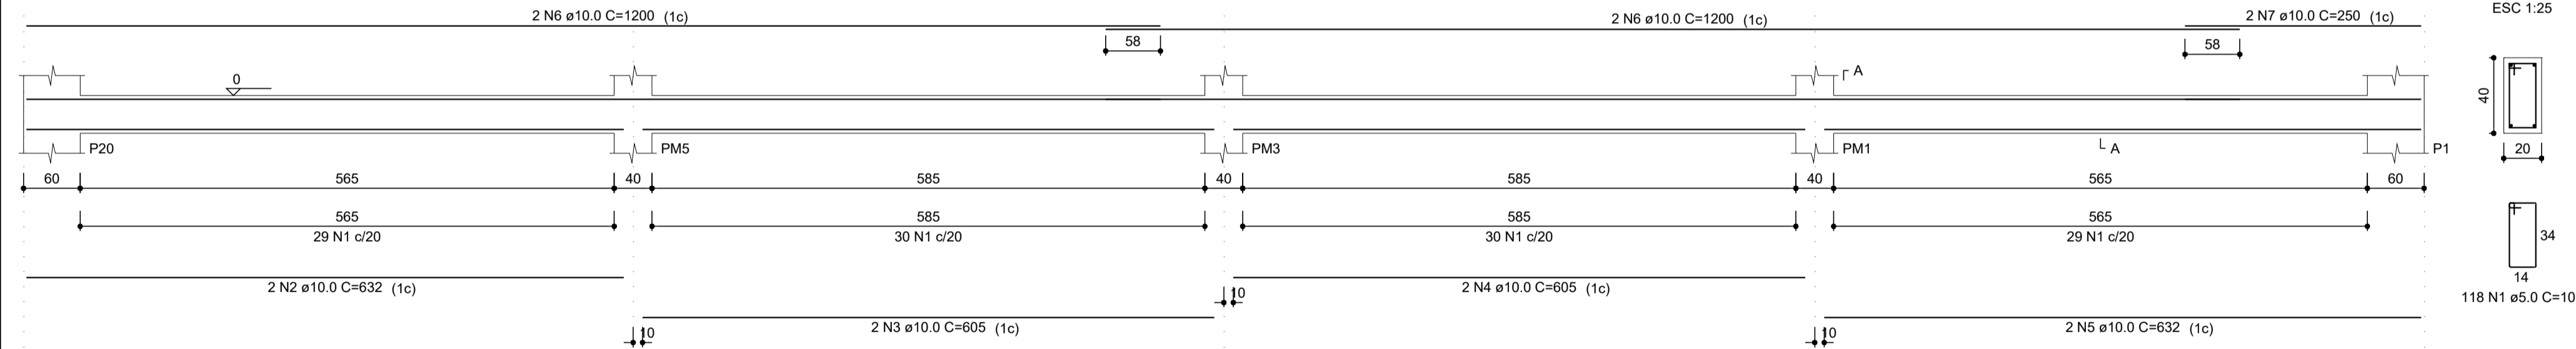 2 N6 ø10.0 C=1200 (1c)
2 N6 ø10.0 C=1200 (1c)
2 N7 ø10.0 C=250 (1c)
ESC 1:25
58
58
0
A
40
P20
PM5
PM3
PM1
A
P1
20
60
565
40
585
40
585
40
565
60
565
585
585
565
29 N1 c/20
30 N1 c/20
30 N1 c/20
29 N1 c/20
34
14
2 N2 ø10.0 C=632 (1c)
10
2 N4 ø10.0 C=605 (1c)
118 N1 ø5.0 C=10
10
2 N3 ø10.0 C=605 (1c)
10
2 N5 ø10.0 C=632 (1c)